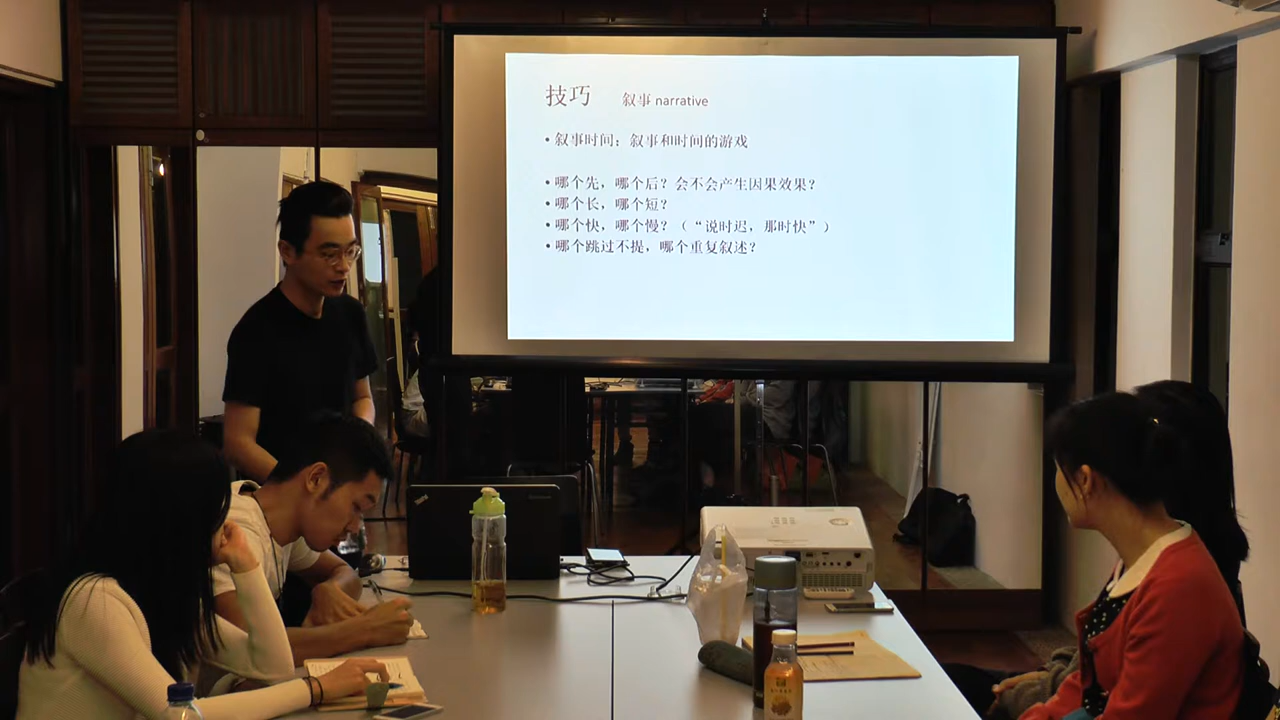 技巧 叙事 narrative
• 叙事时间：叙事和时间的游戏
• 哪个先，哪个后？会不会产生因果效果？
• 哪个长，哪个短？
• 哪个快，哪个慢？（“说时迟，那时快”）
• 哪个跳过不提，哪个重复叙述？